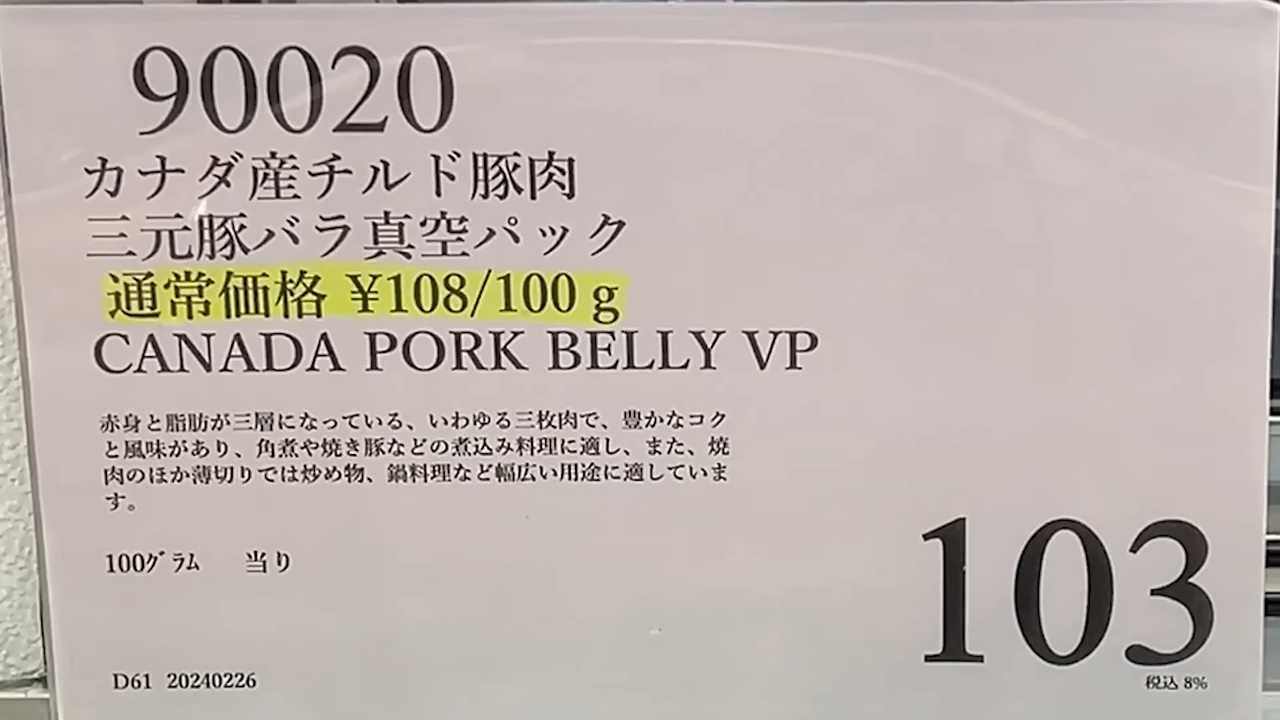 90020
カナダ産チルド豚肉
三元豚バラ真空パック
通常価格 ¥108/100 g
CANADA PORK BELLY VP
赤身と脂肪が三層になっている、いわゆる三枚肉で、豊かなコク
と風味があり、角煮や焼き豚などの煮込み料理に適し、また、焼
肉のほか薄切りでは炒め物、鍋料理など幅広い用途に適していま
す。
100ｸﾞﾗﾑ 当り
103
税込 8%
D61 20240226